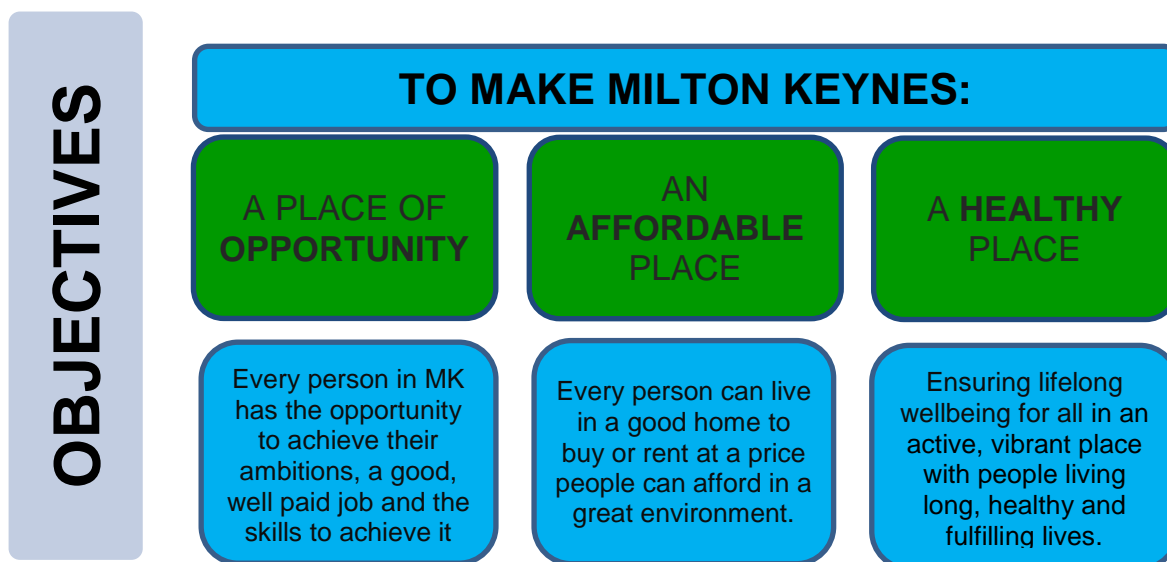 OBJECTIVES
TO MAKE MILTON KEYNES:
A PLACE OF
OPPORTUNITY
AN
AFFORDABLE
PLACE
A HEALTHY
PLACE
Every person in MK
has the opportunity
to achieve their
ambitions, a good,
well paid job and the
skills to achieve it
Every person can live
in a good home to
buy or rent at a price
people can afford in a
great environment.
Ensuring lifelong
wellbeing for all in an
active, vibrant place
with people living
long, healthy and
fulfilling lives.